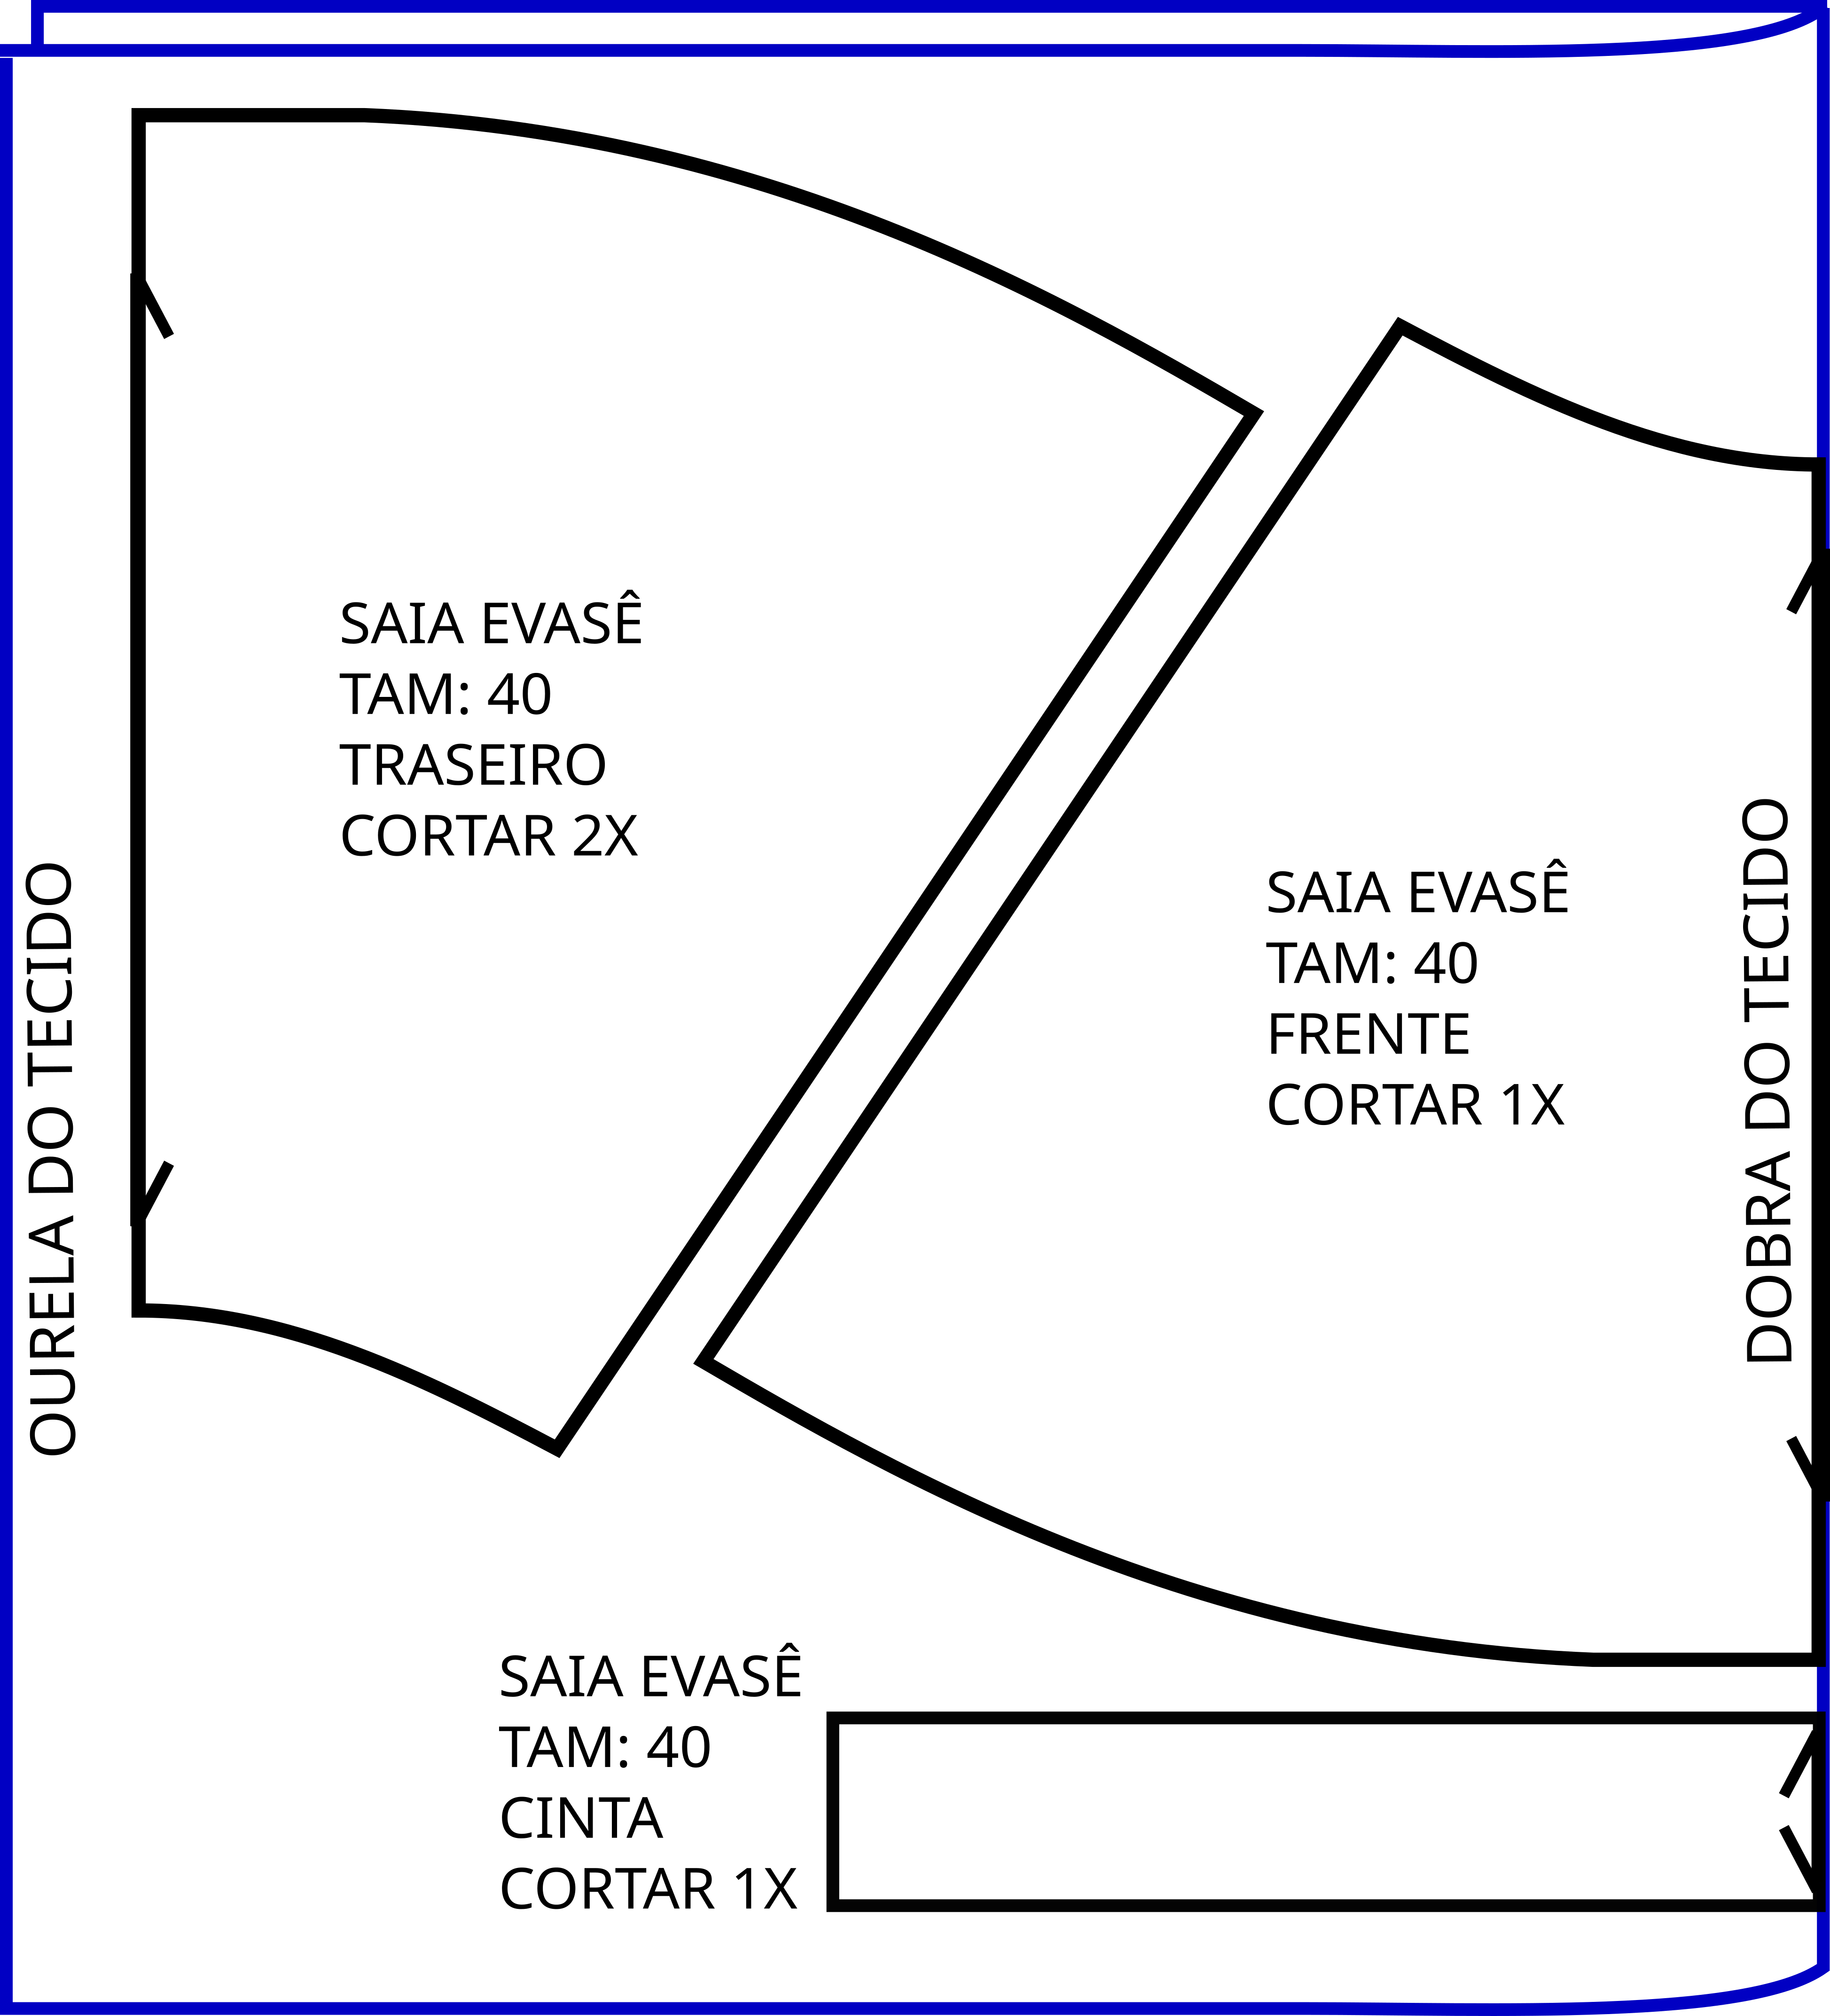 SAIA EVASÊ
TAM: 40
TRASEIRO
CORTAR 2X
OURELA DO TECIDO
SAIA EVASÊ
TAM: 40
FRENTE
CORTAR 1X
DOBRA DO TECIDO
SAIA EVASÊ
TAM: 40
CINTA
CORTAR 1X